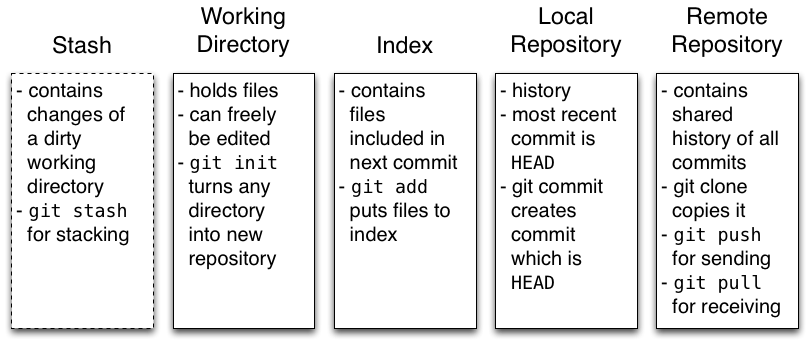 Stash
- contains
changes of
a dirty
working
directory
- git stash
for stacking
Working
Directory
- holds files
- can freely
be edited
- git init
turns any
directory
into new
repository
Index
- contains
files
included in
next commit
- git add
puts files to
index
Local
Repository
- history
- most recent
commit is
HEAD
- git commit
creates
commit
which is
HEAD
Remote
Repository
- contains
shared
history of all
commits
- git clone
copies it
- git push
for sending
- git pull
for receiving